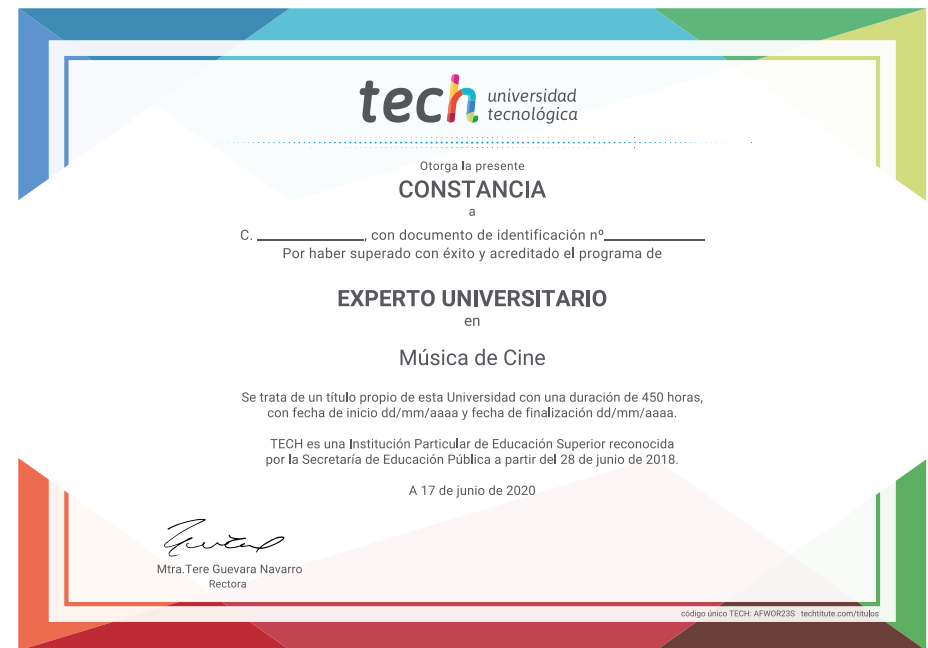 tech universidad
tecnológica
Otorga la presente
CONSTANCIA
a
C. ______________, con documento de identificación nº_____________
Por haber superado con éxito y acreditado el programa de
EXPERTO UNIVERSITARIO
en
Música de Cine
Se trata de un título propio de esta Universidad con una duración de 450 horas,
con fecha de inicio dd/mm/aaaa y fecha de finalización dd/mm/aaaa.
TECH es una Institución Particular de Educación Superior reconocida
por la Secretaría de Educación Pública a partir del 28 de junio de 2018.
A 17 de junio de 2020
Mtra.Tere Guevara Navarro
Rectora
código único TECH: AFWOR23S techtitute.com/titulos